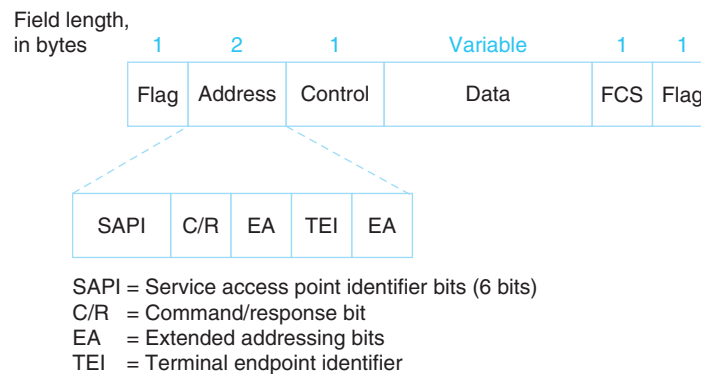 Field length,
in bytes 1 2 1 Variable 1 1
Flag Address Control Data FCS Flag
SAPI C/R EA TEI EA
SAPI = Service access point identifier bits (6 bits)
C/R = Command/response bit
EA = Extended addressing bits
TEI = Terminal endpoint identifier